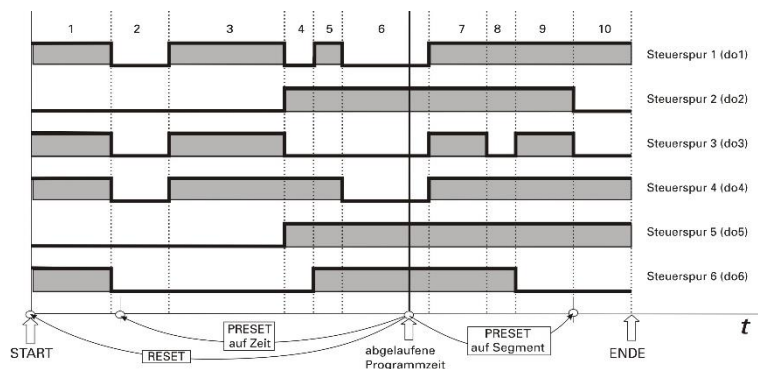 1 2 3 4 5 6 7 8 9 10
Steuerspur 1 (do1)
Steuerspur 2 (do2)
Steuerspur 3 (do3)
Steuerspur 4 (do4)
Steuerspur 5 (do5)
Steuerspur 6 (do6)
t
START
RESET
PRESET
auf Zeit
abgelaufene
Programmzeit
PRESET
auf Segment
ENDE